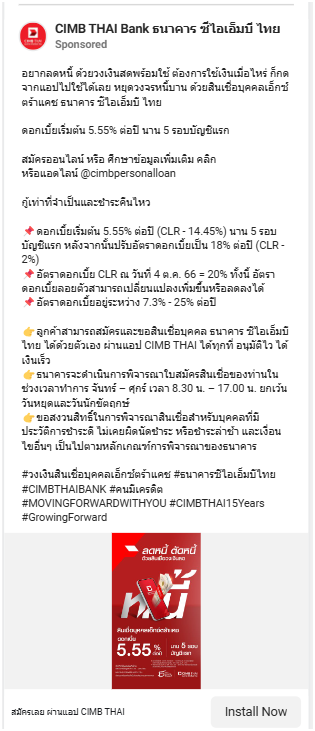 CIMB THAI Bank ธนาคาร ซีไอเอ็มบี ไทย
Sponsored
อยากลดหนี้ ด้วยวงเงินสดพร้อมใช้ ต้องการใช้เงินเมื่อไหร่ ก็กด
จากแอปไปใช้ได้เลย หยุดวงจรหนี้บาน ด้วยสินเชื่อบุคคลเอ็กซ์
ตร้าแคช ธนาคาร ซีไอเอ็มบี ไทย
ดอกเบี้ยเริ่มต้น 5.55% ต่อปี นาน 5 รอบบัญชีแรก
สมัครออนไลน์ หรือ ศึกษาข้อมูลเพิ่มเติม คลิก
หรือแอดไลน์ @cimbpersonalloan
กู้เท่าที่จำเป็นและชำระคืนไหว
📌 ดอกเบี้ยเริ่มต้น 5.55% ต่อปี (CLR - 14.45%) นาน 5 รอบ
บัญชีแรก หลังจากนั้นปรับอัตราดอกเบี้ยเป็น 18% ต่อปี (CLR -
2%)
📌 อัตราดอกเบี้ย CLR ณ วันที่ 4 ต.ค. 66 = 20% ทั้งนี้ อัตรา
ดอกเบี้ยลอยตัวสามารถเปลี่ยนแปลงเพิ่มขึ้นหรือลดลงได้
📌 อัตราดอกเบี้ยอยู่ระหว่าง 7.3% - 25% ต่อปี
👉 ลูกค้าสามารถสมัครและขอสินเชื่อบุคคล ธนาคาร ซีไอเอ็มบี
ไทย ได้ด้วยตัวเอง ผ่านแอป CIMB THAI ได้ทุกที่ อนุมัติไว ได้
เงินเร็ว
👉 ธนาคารจะดำเนินการพิจารณาใบสมัครสินเชื่อของท่านใน
ช่วงเวลาทำการ จันทร์ – ศุกร์ เวลา 8.30 น. – 17.00 น. ยกเว้น
วันหยุดและวันนักขัตฤกษ์
👉 ขอสงวนสิทธิ์ในการพิจารณาสินเชื่อสำหรับบุคคลที่มี
ประวัติการชำระดี ไม่เคยผิดนัดชำระ หรือชำระล่าช้า และเงื่อน
ไขอื่นๆ เป็นไปตามหลักเกณฑ์การพิจารณาของธนาคาร
#วงเงินสินเชื่อบุคคลเอ็กซ์ตร้าแคช #ธนาคารซีไอเอ็มบีไทย
#CIMBTHAIBANK #คนมีเครดิต
#MOVINGFORWARDWITHYOU #CIMBTHAI15Years
#GrowingForward
ลดหนี้ ตัดหนี้
หนี้
สินเชื่อบุคคลเอ็กซ์ตร้าแคช
ดอกเบี้ย
5.55 %
นาน 5 รอบ
บัญชีแรก
สมัครเลย ผ่านแอป CIMB THAI
Install Now